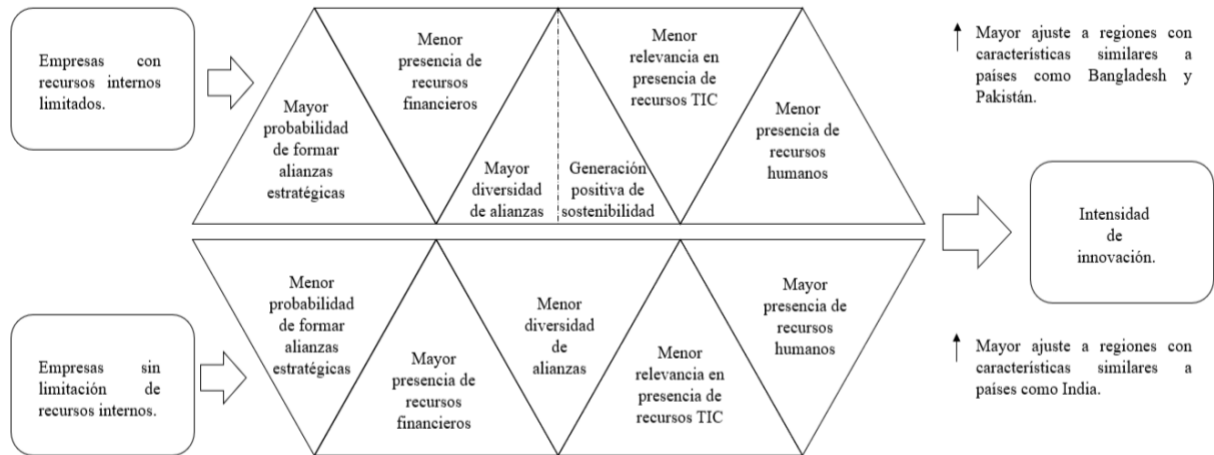 Empresas con
recursos internos
limitados.
Mayor
probabilidad
de formar
alianzas
estratégicas
Menor
presencia de
recursos
financieros
Mayor
diversidad
de alianzas
Generación
positiva de
sostenibilidad
Menor
relevancia en
presencia de
recursos TIC
Menor
presencia de
recursos
humanos
Mayor ajuste a regiones con
características similares a
países como Bangladesh y
Pakistán.
Intensidad
de
innovación.
Empresas sin
limitación de
recursos internos.
Menor
probabilidad
de formar
alianzas
estratégicas
Mayor
presencia de
recursos
financieros
Menor
diversidad
de
alianzas
Menor
relevancia en
presencia de
recursos TIC
Mayor
presencia de
recursos
humanos
Mayor ajuste a regiones con
características similares a
países como India.